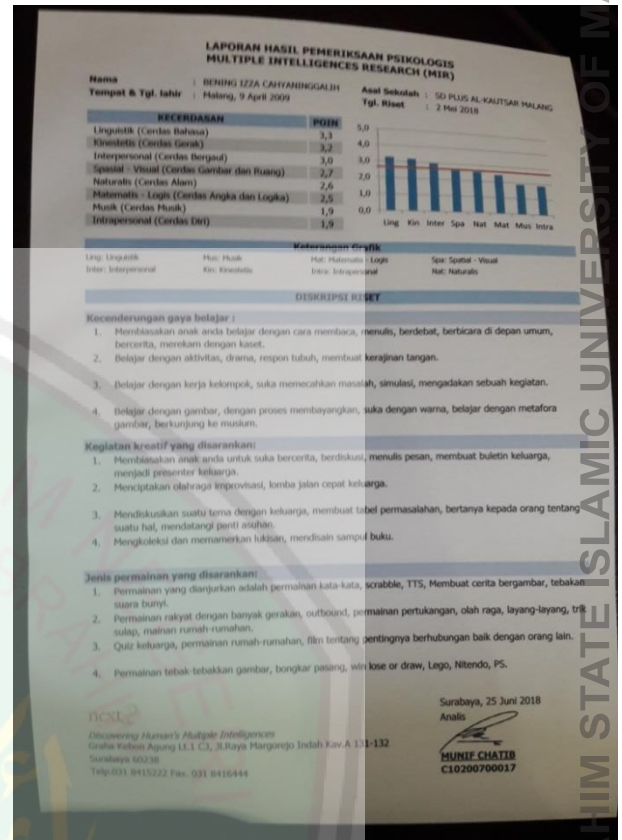 LAPORAN HASIL PEMERIKSAAN PSIKOLOGIS
MULTIPLE INTELLIGENCES RESEARCH (MIR)
Nama : BENING IZZA CAHYANINGGALIH
Tempat & Tgl. lahir : Malang, 9 April 2009
Asal Sekolah : SD PLUS AL-KAUTSAR MALANG
Tgl. Riset : 2 Mei 2018
KECERDASAN POIN
Linguistik (Cerdas Bahasa) 3,3
Kinestetis (Cerdas Gerak) 3,2
Interpersonal (Cerdas Bergaul) 3,0
Spasial - Visual (Cerdas Gambar dan Ruang) 2,7
Naturalis (Cerdas Alam) 2,6
Matematis - Logis (Cerdas Angka dan Logika) 2,5
Musik (Cerdas Musik) 1,9
Intrapersonal (Cerdas Diri) 1,9
5,0
4,0
3,0
2,0
1,0
0,0
Ling Kin Inter Spa Nat Mat Mus Intra
Keterangan Grafik
Ling: Linguistik Mus: Musik Mat: Matematis - Logis Spa: Spatial - Visual
Inter: Interpersonal Kin: Kinestetis Intra: Intrapersonal Nat: Naturalis
DISKRIPSI RISET
Kecenderungan gaya belajar :
1. Membiasakan anak anda belajar dengan cara membaca, menulis, berdebat, berbicara di depan umum,
bercerita, merekam dengan kaset.
2. Belajar dengan aktivitas, drama, respon tubuh, membuat kerajinan tangan.
3. Belajar dengan kerja kelompok, suka memecahkan masalah, simulasi, mengadakan sebuah kegiatan.
4. Belajar dengan gambar, dengan proses membayangkan, suka dengan warna, belajar dengan metafora
gambar, berkunjung ke musium.
Kegiatan kreatif yang disarankan:
1. Membiasakan anak anda untuk suka bercerita, berdiskusi, menulis pesan, membuat buletin keluarga,
menjadi presenter keluarga.
2. Menciptakan olahraga improvisasi, lomba jalan cepat keluarga.
3. Mendiskusikan suatu tema dengan keluarga, membuat tabel permasalahan, bertanya kepada orang tentang
suatu hal, mendatangi panti asuhan.
4. Mengkoleksi dan memamerkan lukisan, mendisain sampul buku.
Jenis permainan yang disarankan:
1. Permainan yang dianjurkan adalah permainan kata-kata, scrabble, TTS, Membuat cerita bergambar, tebakan
suara bunyi.
2. Permainan rakyat dengan banyak gerakan, outbound, permainan pertukangan, olah raga, layang-layang, trik
sulap, mainan rumah-rumahan.
3. Quiz keluarga, permainan rumah-rumahan, film tentang pentingnya berhubungan baik dengan orang lain.
4. Permainan tebak-tebakkan gambar, bongkar pasang, win lose or draw, Lego, Nitendo, PS.
Surabaya, 25 Juni 2018
Analis
MUNIF CHATIB
C10200700017
next
Discovering Human's Multiple Intelligences
Graha Kebon Agung Lt.1 C3, Jl.Raya Margorejo Indah Kav.A 131-132
Surabaya 60238
Telp.031 8415222 Fax. 031 8416444
HIM STATE ISLAMIC UNIVERSITY OF